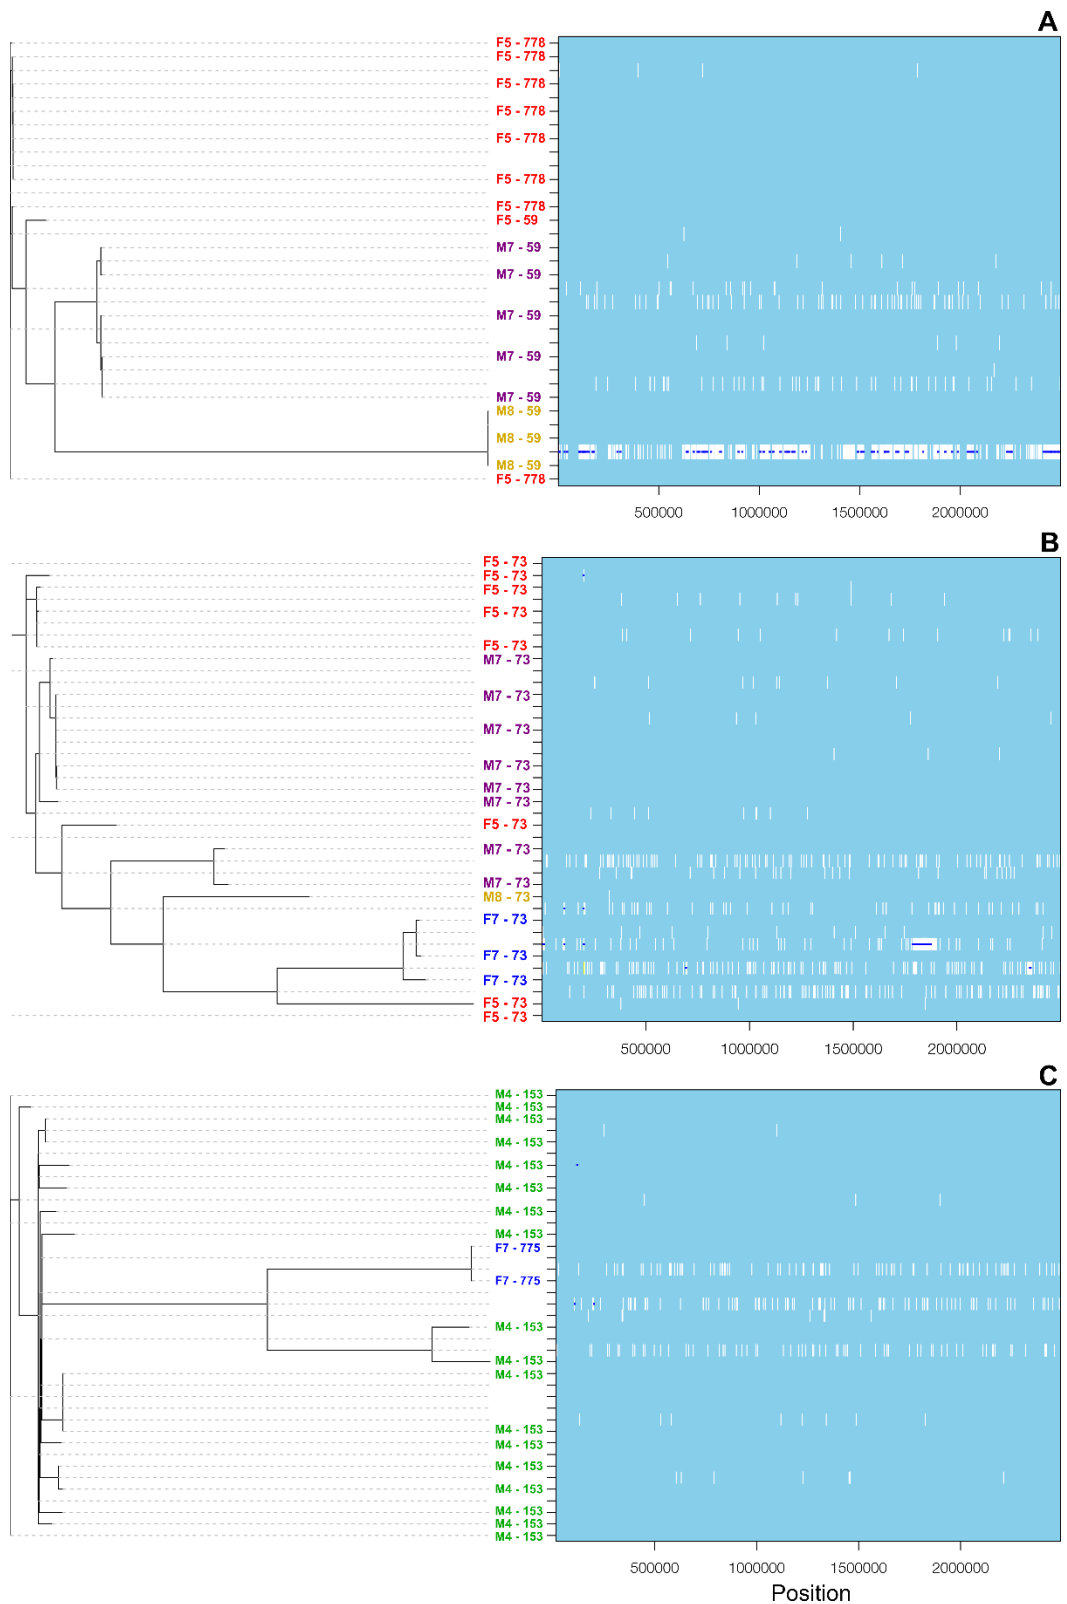 A
F5 - 778
F5 - 778
F5 - 778
F5 - 778
F5 - 778
F5 - 778
F5 - 778
F5 - 59
M7 - 59
M7 - 59
M7 - 59
M7 - 59
M7 - 59
M8 - 59
M8 - 59
M8 - 59
F5 - 778
500000 1000000 1500000 2000000
B
F5 - 73
F5 - 73
F5 - 73
F5 - 73
F5 - 73
M7 - 73
M7 - 73
M7 - 73
M7 - 73
M7 - 73
M7 - 73
F5 - 73
M7 - 73
M7 - 73
M8 - 73
F7 - 73
F7 - 73
F7 - 73
F5 - 73
F5 - 73
500000 1000000 1500000 2000000
C
M4 - 153
M4 - 153
M4 - 153
M4 - 153
M4 - 153
M4 - 153
M4 - 153
M4 - 153
F7 - 775
F7 - 775
M4 - 153
M4 - 153
M4 - 153
M4 - 153
M4 - 153
M4 - 153
M4 - 153
M4 - 153
M4 - 153
M4 - 153
500000 1000000 1500000 2000000
Position